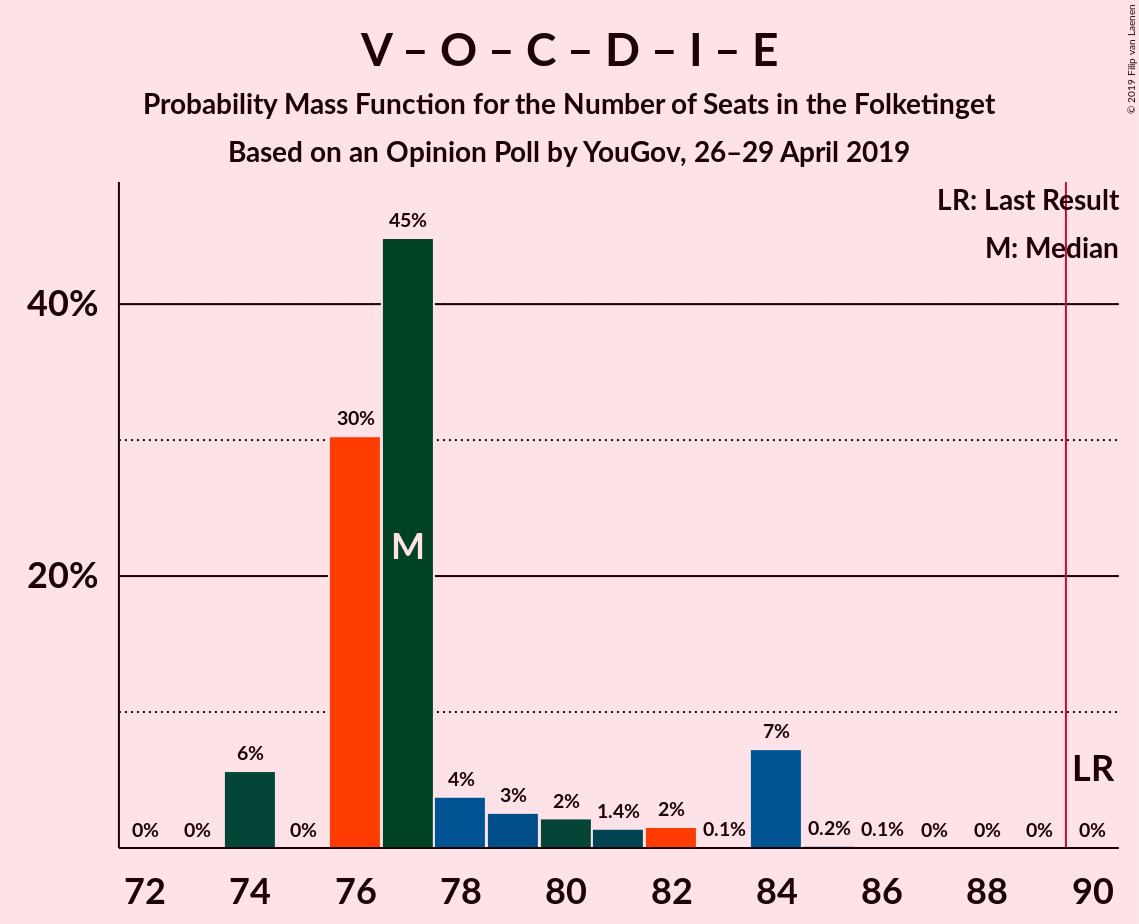 V – O – C – D – I – E
Probability Mass Function for the Number of Seats in the Folketinget
Based on an Opinion Poll by YouGov, 26–29 April 2019
© 2019 Filip van Laenen
LR: Last Result
M: Median
45%
40%
30%
M
20%
7%
6%
LR
4%
3%
2%
1.4%
2%
0% 0% 0% 0.1% 0.2% 0.1% 0% 0% 0% 0%
72 74 76 78 80 82 84 86 88 90